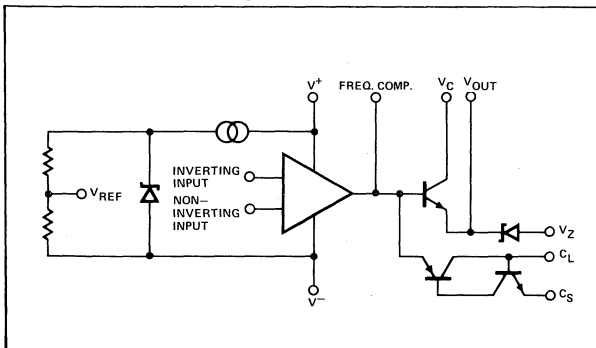 V+
FREQ. COMP.
VC
VOUT
INVERTING
INPUT
VREF
NON-
INVERTING
INPUT
VZ
CL
CS
V-